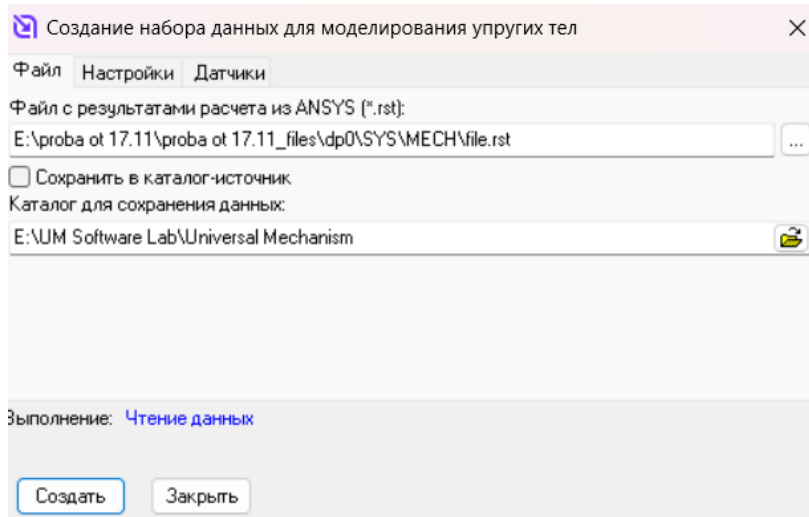 Создание набора данных для моделирования упругих тел
Файл Настройки Датчики
Файл с результатами расчета из ANSYS (*.rst):
E:\proba ot 17.11\proba ot 17.11_files\dp0\SYS\MECH\file.rst
...
Сохранить в каталог-источник
Каталог для сохранения данных:
E:\UM Software Lab\Universal Mechanism
Выполнение: Чтение данных
Создать Закрыть